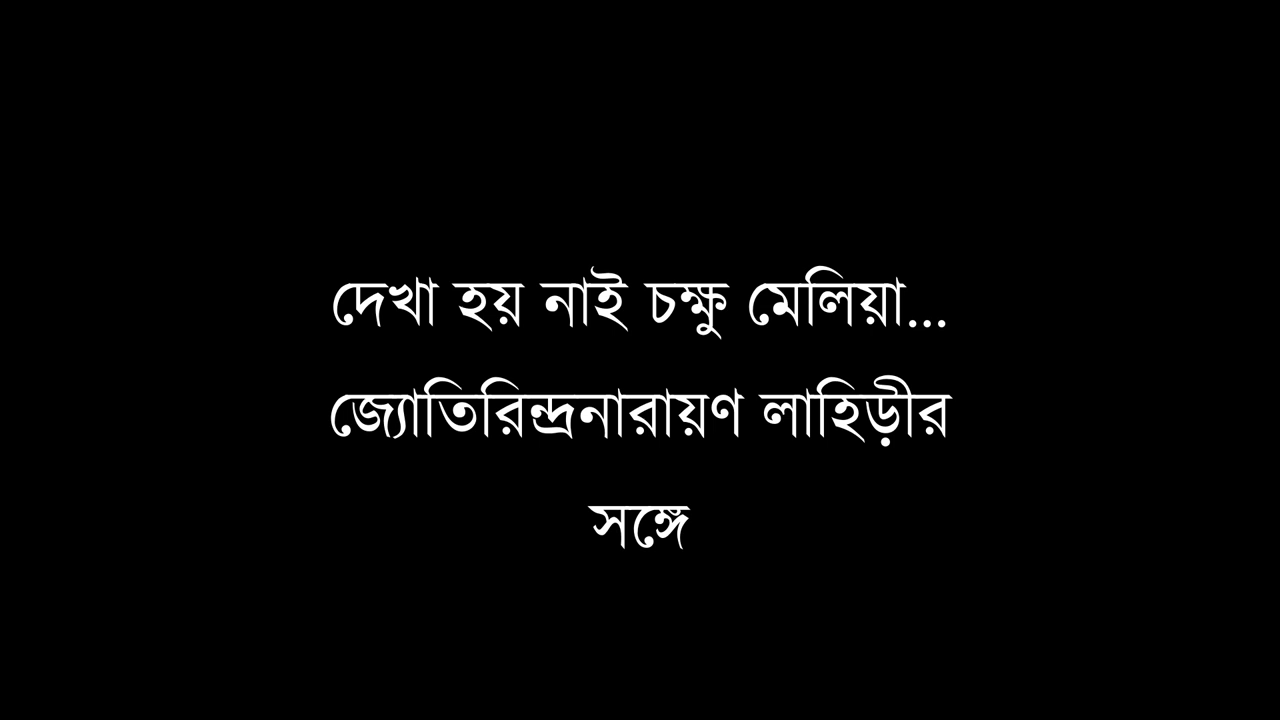 দেখা হয় নাই চক্ষু মেলিয়া...
জ্যোতিরিন্দ্রনারায়ণ লাহিড়ীর
সঙ্গে